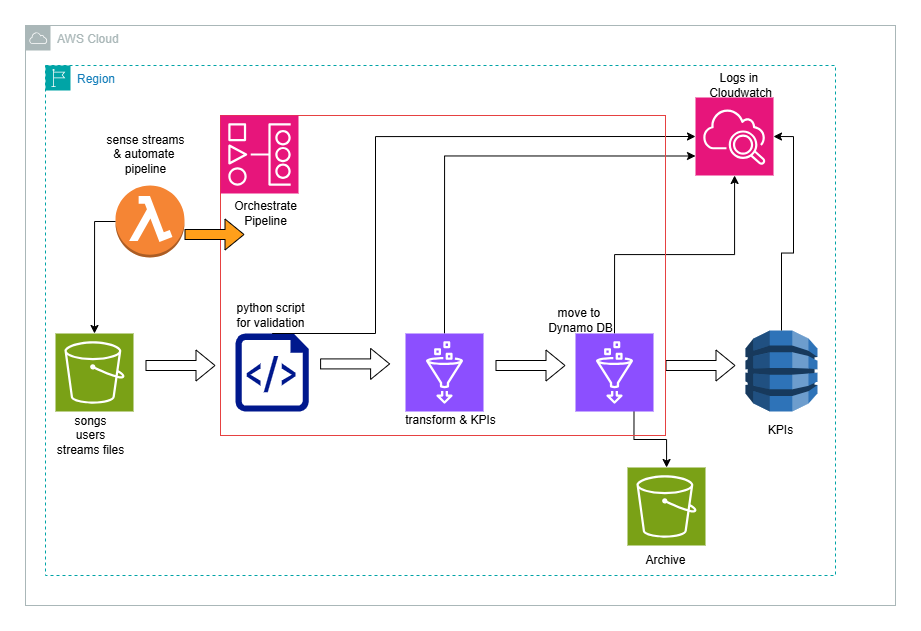 AWS Cloud
Region
Logs in
Cloudwatch
sense streams
& automate
pipeline
Orchestrate
Pipeline
python script
for validation
</>
move to
Dynamo DB
transform & KPIs
songs
users
streams files
KPIs
Archive